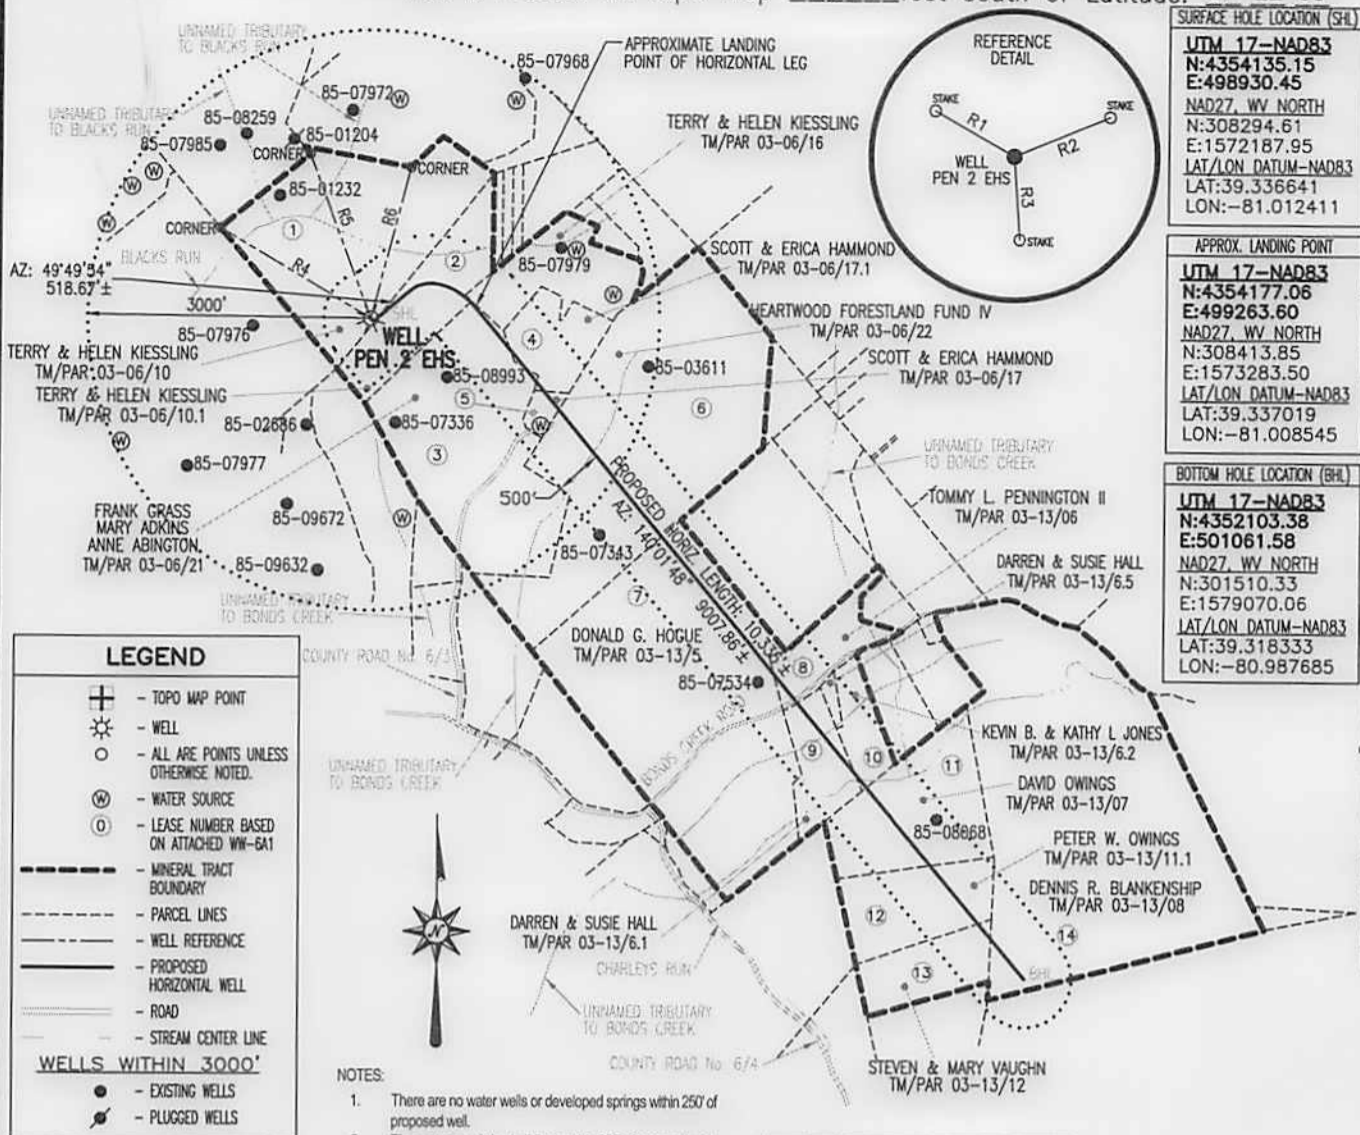 UNNAMED TRIBUTARY
TO BLACKS RUN
APPROXIMATE LANDING
POINT OF HORIZONTAL LEG
85-07968
85-07972
UNNAMED TRIBUTARY
TO BLACKS RUN
85-08259
85-01204
85-07985
CORNER
CORNER
85-01232
CORNER
TERRY & HELEN KIESSLING
TM/PAR 03-06/16
REFERENCE
DETAIL
STAKE
STAKE
R1
R2
WELL
PEN 2 EHS
R3
STAKE
SURFACE HOLE LOCATION (SHL)
UTM 17-NAD83
N:4354135.15
E:498930.45
NAD27, WV NORTH
N:308294.61
E:1572187.95
LAT/LON DATUM-NAD83
LAT:39.336641
LON:-81.012411
APPROX. LANDING POINT
UTM 17-NAD83
N:4354177.06
E:499263.60
NAD27, WV NORTH
N:308413.85
E:1573283.50
LAT/LON DATUM-NAD83
LAT:39.337019
LON:-81.008545
BOTTOM HOLE LOCATION (BHL)
UTM 17-NAD83
N:4352103.38
E:501061.58
NAD27, WV NORTH
N:301510.33
E:1579070.06
LAT/LON DATUM-NAD83
LAT:39.318333
LON:-80.987685
R5
R6
R4
1
2
BLACKS RUN
AZ: 49°49'54"
518.67'±
3000'
SHL
WELL
PEN 2 EHS
85-07976
85-07979
SCOTT & ERICA HAMMOND
TM/PAR 03-06/17.1
HEARTWOOD FORESTLAND FUND IV
TM/PAR 03-06/22
SCOTT & ERICA HAMMOND
TM/PAR 03-06/17
4
85-03611
TERRY & HELEN KIESSLING
TM/PAR 03-06/10
TERRY & HELEN KIESSLING
TM/PAR 03-06/10.1
85-08993
5
6
85-02686
85-07336
3
85-07977
85-09672
FRANK GRASS
MARY ADKINS
ANNE ABINGTON
TM/PAR 03-06/21
85-09632
UNNAMED TRIBUTARY
TO BONDS CREEK
500'
85-07343
PROPOSED HORIZ. LENGTH: 10,336'±
AZ: 140°01'48" 9007.86'±
UNNAMED TRIBUTARY
TO BONDS CREEK
TOMMY L. PENNINGTON II
TM/PAR 03-13/06
DARREN & SUSIE HALL
TM/PAR 03-13/6.5
7
DONALD G. HOGUE
TM/PAR 03-13/5
85-07534
8
COUNTY ROAD No. 6/3
UNNAMED TRIBUTARY
TO BONDS CREEK
BONDS CREEK ROAD
9
10
11
KEVIN B. & KATHY L JONES
TM/PAR 03-13/6.2
DAVID OWINGS
TM/PAR 03-13/07
85-08868
PETER W. OWINGS
TM/PAR 03-13/11.1
DENNIS R. BLANKENSHIP
TM/PAR 03-13/08
12
13
14
BHL
DARREN & SUSIE HALL
TM/PAR 03-13/6.1
CHARLEYS RUN
UNNAMED TRIBUTARY
TO BONDS CREEK
COUNTY ROAD No. 6/4
STEVEN & MARY VAUGHN
TM/PAR 03-13/12
N
LEGEND
- TOPO MAP POINT
- WELL
- ALL ARE POINTS UNLESS
OTHERWISE NOTED.
W - WATER SOURCE
0 - LEASE NUMBER BASED
ON ATTACHED WW-6A1
- MINERAL TRACT
BOUNDARY
- PARCEL LINES
- WELL REFERENCE
- PROPOSED
HORIZONTAL WELL
- ROAD
- STREAM CENTER LINE
WELLS WITHIN 3000'
- EXISTING WELLS
- PLUGGED WELLS
NOTES:
1. There are no water wells or developed springs within 250' of
proposed well.